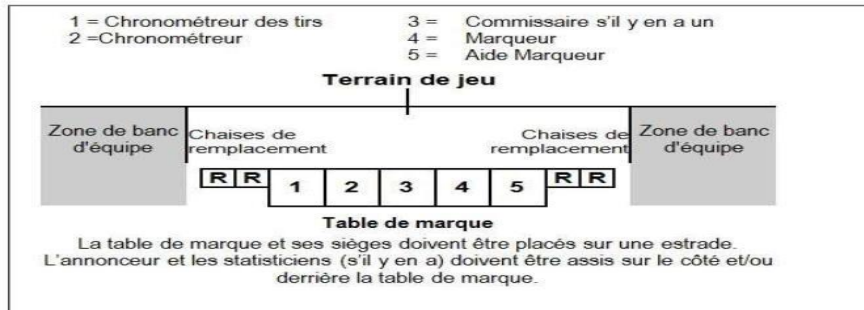 1 = Chronométreur des tirs
2 =Chronométreur
3 = Commissaire s'il y en a un
4 = Marqueur
5 = Aide Marqueur
Terrain de jeu
Zone de banc
d'équipe
Chaises de
remplacement
Chaises de
remplacement
Zone de banc
d'équipe
R R 1 2 3 4 5 R R
Table de marque
La table de marque et ses sièges doivent être placés sur une estrade.
L'annonceur et les statisticiens (s'il y en a) doivent être assis sur le côté et/ou
derrière la table de marque.